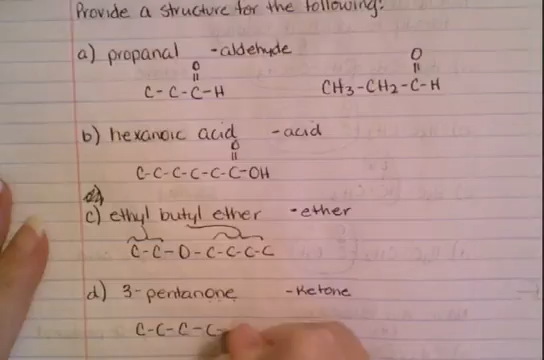 Provide a structure for the following:
a) propanal - aldehyde
O
||
C-C-C-H
O
||
CH3-CH2-C-H
b) hexanoic acid - acid
O
||
C-C-C-C-C-C-OH
c) ethyl butyl ether - ether
C-C-O-C-C-C-C
d) 3-pentanone - Ketone
C-C-C-C-